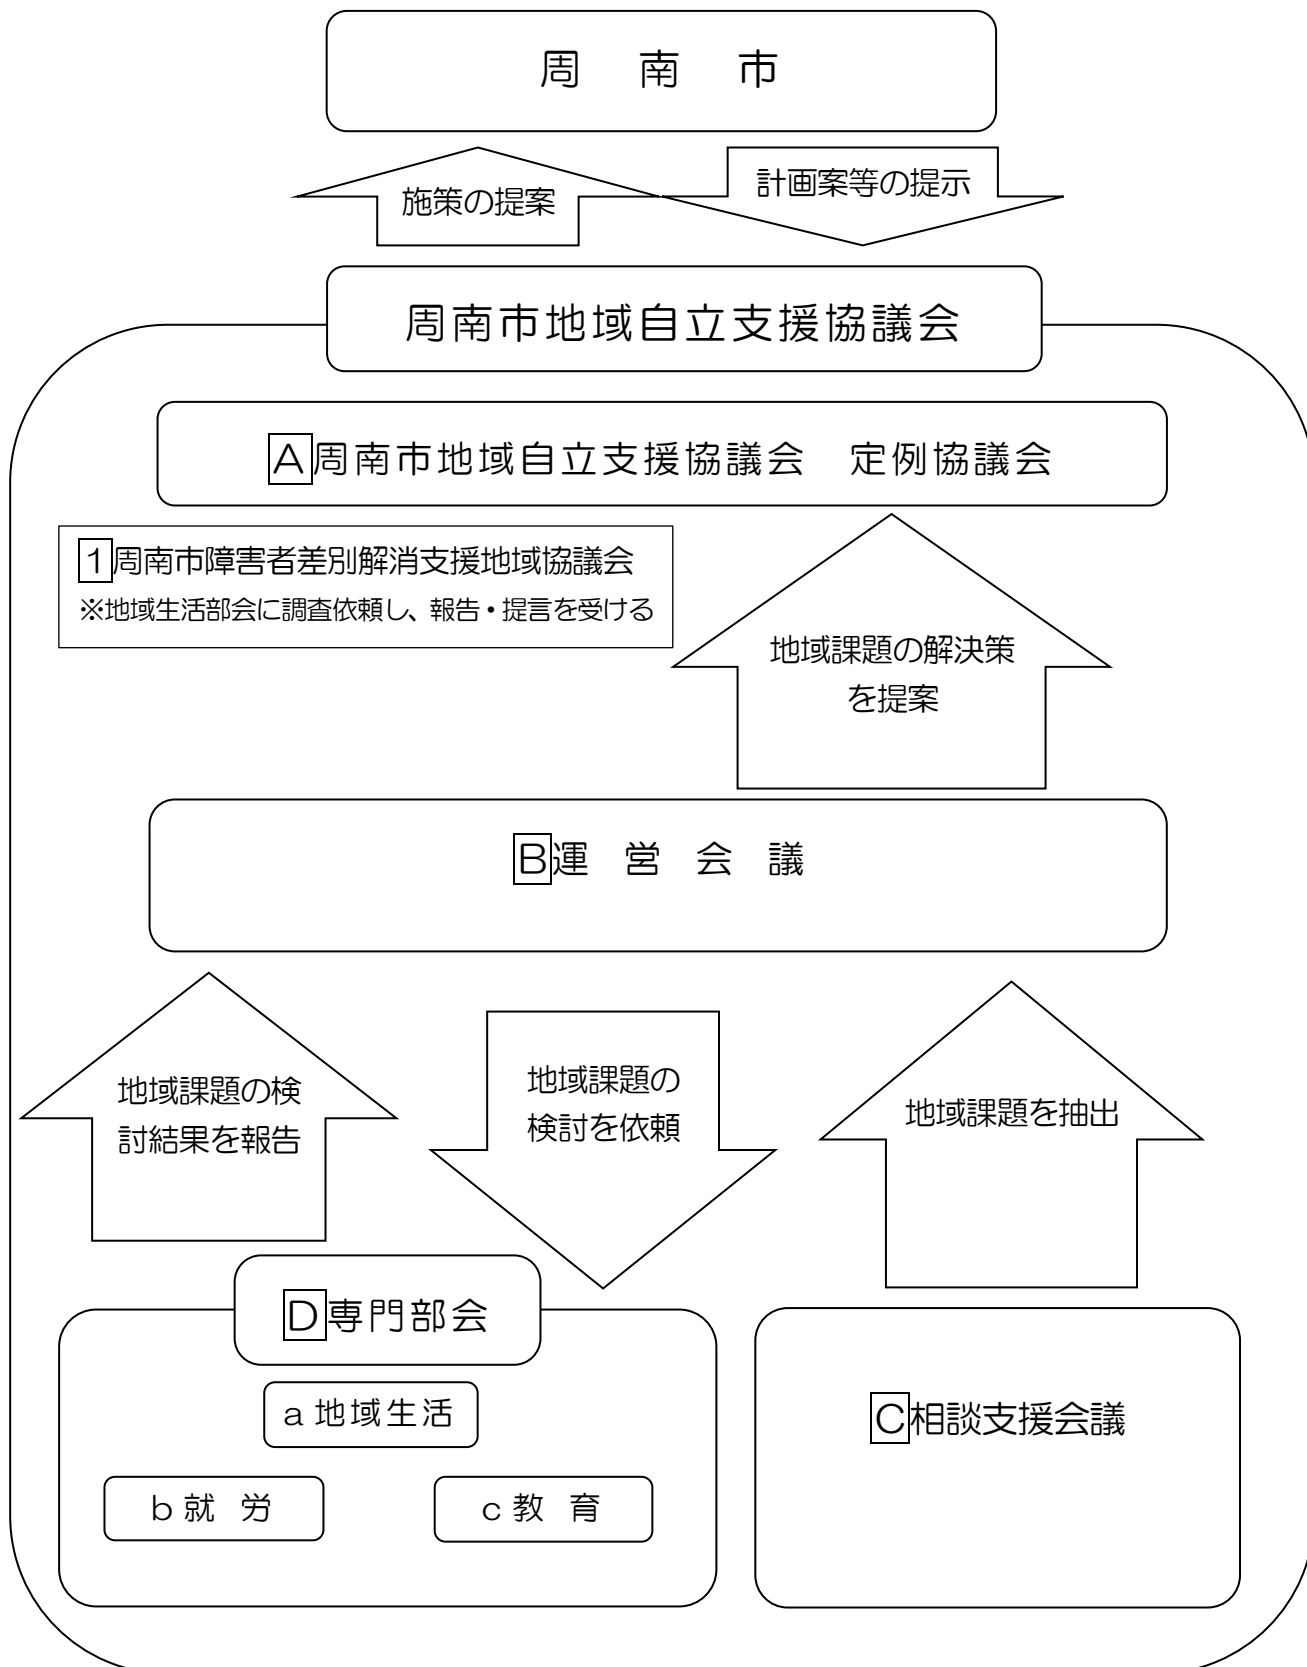 周　南　市
施策の提案
計画案等の提示
周南市地域自立支援協議会
A周南市地域自立支援協議会　定例協議会
1周南市障害者差別解消支援地域協議会
※地域生活部会に調査依頼し、報告・提言を受ける
地域課題の解決策
を提案
B運　営　会　議
地域課題の検
討結果を報告
地域課題の
検討を依頼
地域課題を抽出
D専門部会
a 地域生活
b 就　労
c 教　育
C相談支援会議